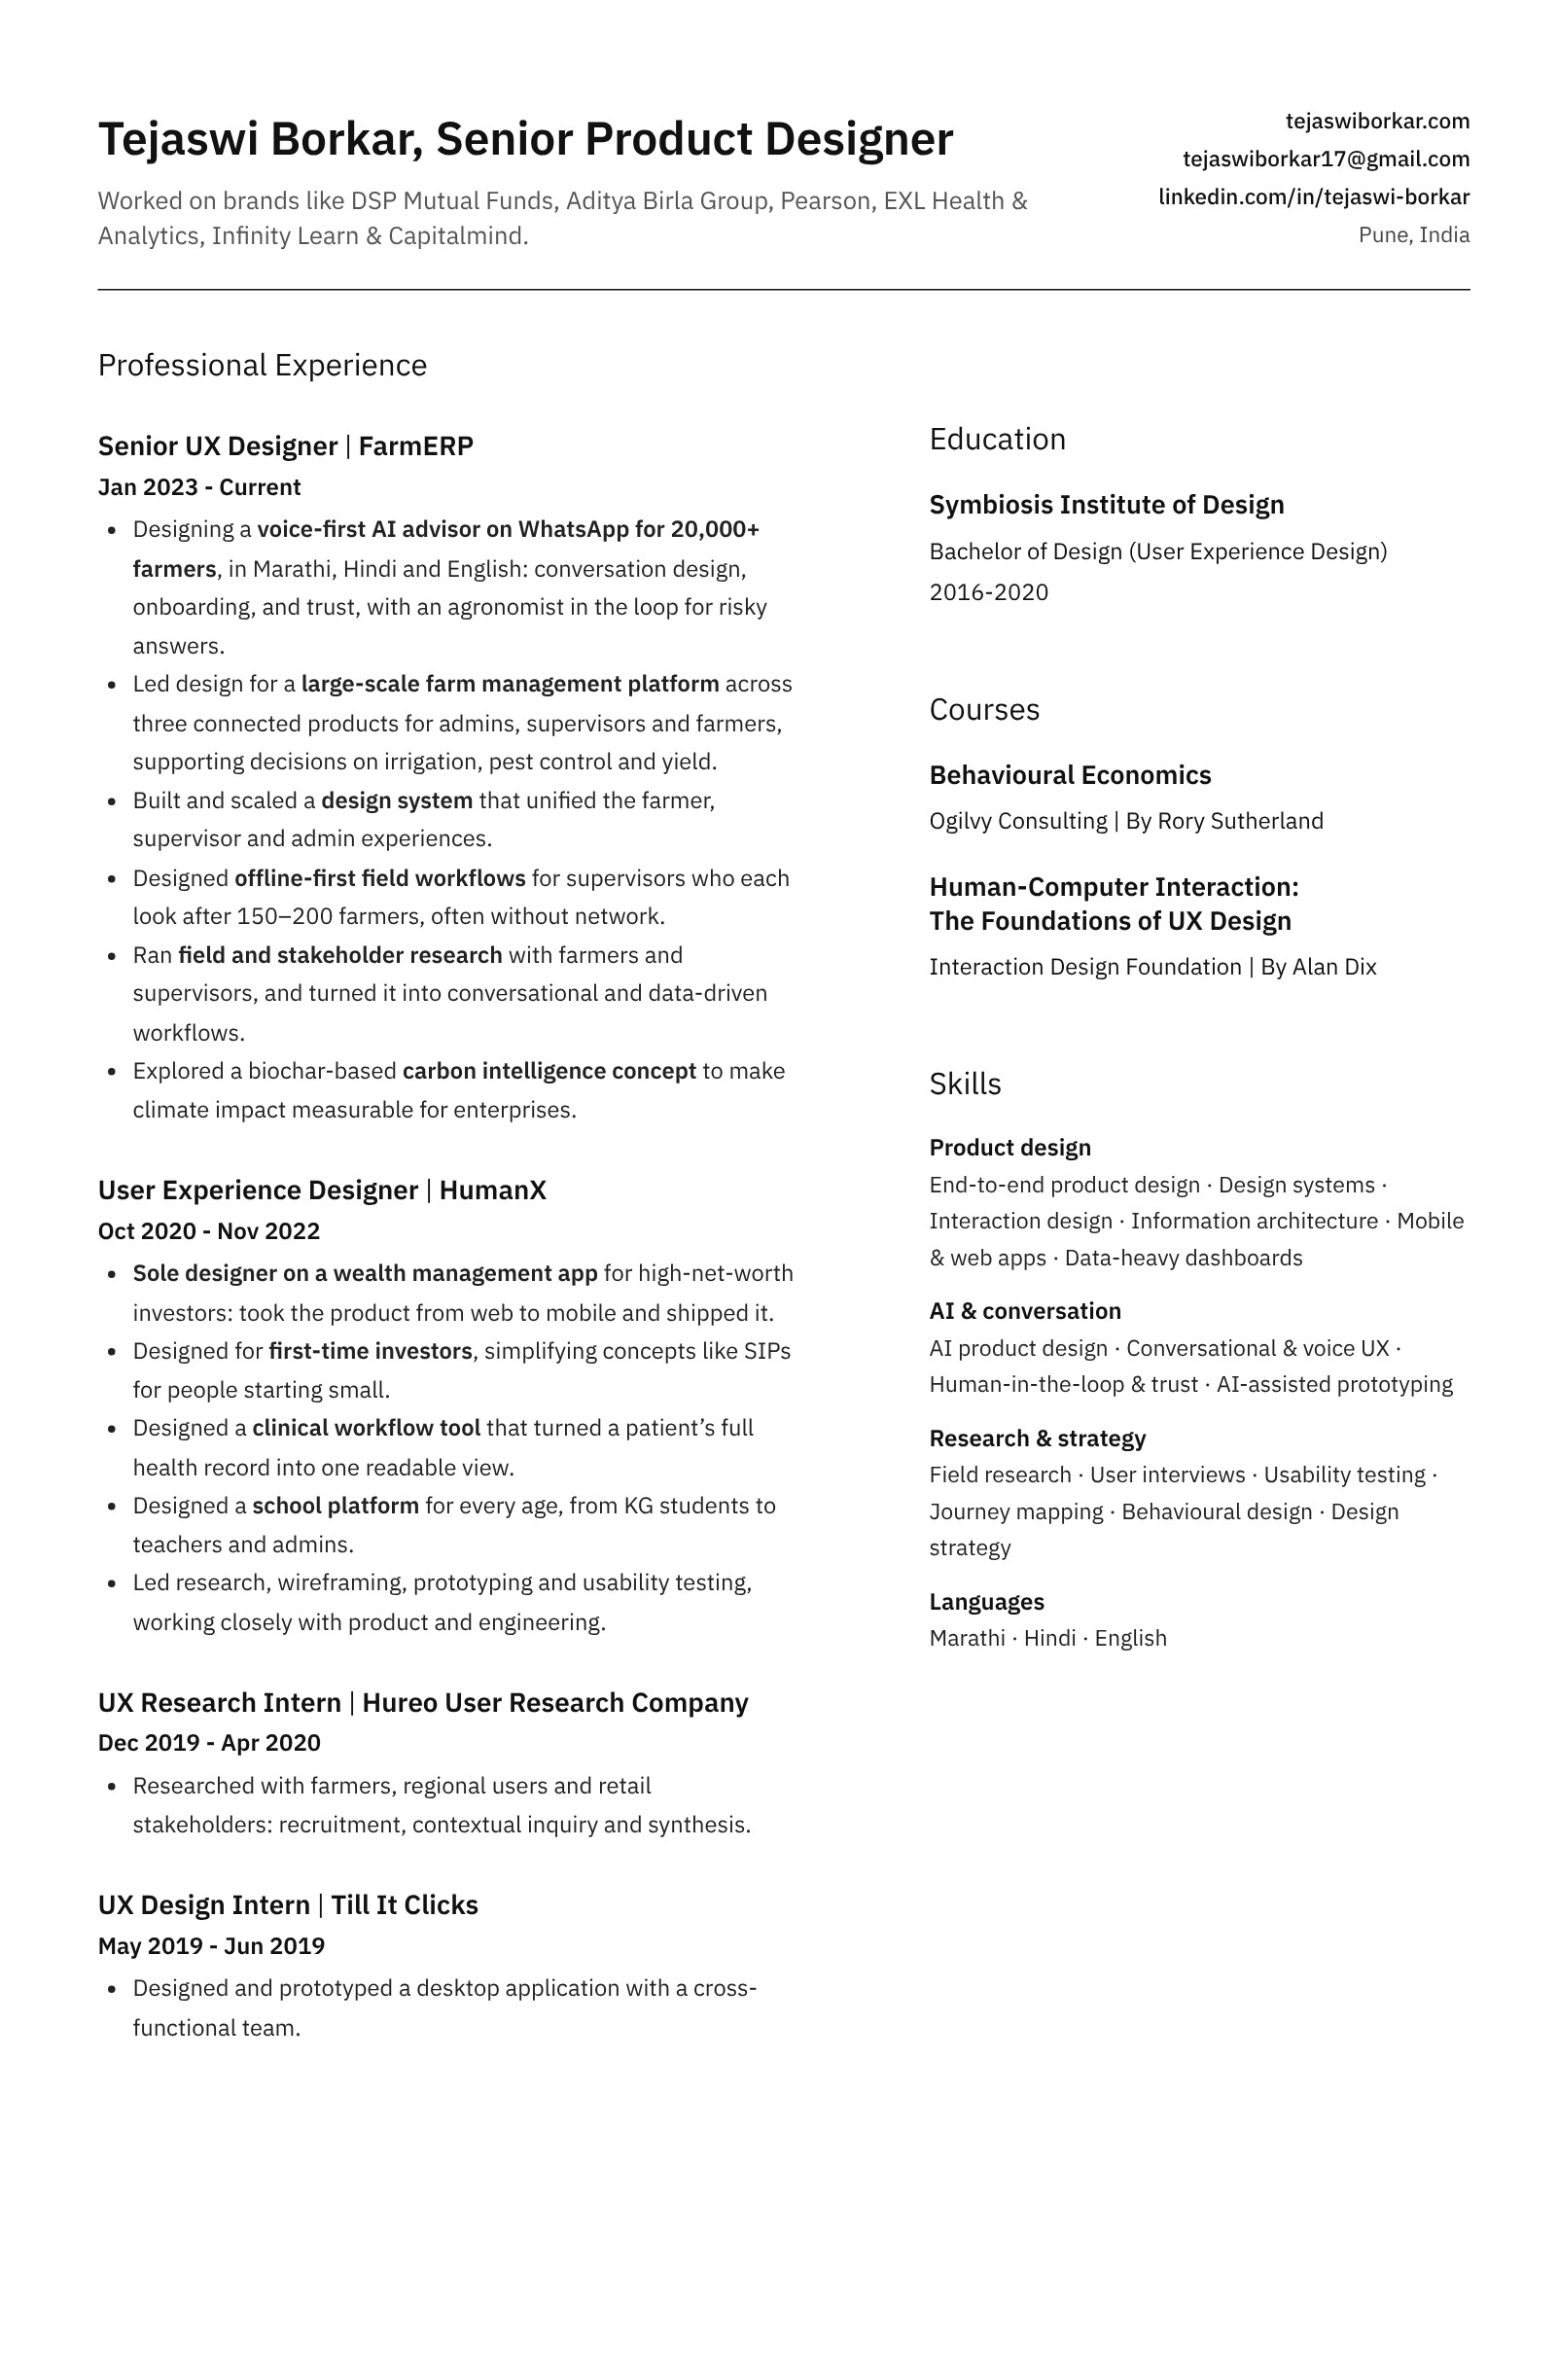 Tejaswi Borkar, Senior Product Designer
Worked on brands like DSP Mutual Funds, Aditya Birla Group, Pearson, EXL Health &
Analytics, Infinity Learn & Capitalmind.
tejaswiborkar.com
tejaswiborkar17@gmail.com
linkedin.com/in/tejaswi-borkar
Pune, India
Professional Experience
Senior UX Designer | FarmERP
Jan 2023 - Current
• Designing a voice-first AI advisor on WhatsApp for 20,000+
farmers, in Marathi, Hindi and English: conversation design,
onboarding, and trust, with an agronomist in the loop for risky
answers.
• Led design for a large-scale farm management platform across
three connected products for admins, supervisors and farmers,
supporting decisions on irrigation, pest control and yield.
• Built and scaled a design system that unified the farmer,
supervisor and admin experiences.
• Designed offline-first field workflows for supervisors who each
look after 150–200 farmers, often without network.
• Ran field and stakeholder research with farmers and
supervisors, and turned it into conversational and data-driven
workflows.
• Explored a biochar-based carbon intelligence concept to make
climate impact measurable for enterprises.
User Experience Designer | HumanX
Oct 2020 - Nov 2022
• Sole designer on a wealth management app for high-net-worth
investors: took the product from web to mobile and shipped it.
• Designed for first-time investors, simplifying concepts like SIPs
for people starting small.
• Designed a clinical workflow tool that turned a patient’s full
health record into one readable view.
• Designed a school platform for every age, from KG students to
teachers and admins.
• Led research, wireframing, prototyping and usability testing,
working closely with product and engineering.
UX Research Intern | Hureo User Research Company
Dec 2019 - Apr 2020
• Researched with farmers, regional users and retail
stakeholders: recruitment, contextual inquiry and synthesis.
UX Design Intern | Till It Clicks
May 2019 - Jun 2019
• Designed and prototyped a desktop application with a cross-
functional team.
Education
Symbiosis Institute of Design
Bachelor of Design (User Experience Design)
2016-2020
Courses
Behavioural Economics
Ogilvy Consulting | By Rory Sutherland
Human-Computer Interaction:
The Foundations of UX Design
Interaction Design Foundation | By Alan Dix
Skills
Product design
End-to-end product design · Design systems ·
Interaction design · Information architecture · Mobile
& web apps · Data-heavy dashboards
AI & conversation
AI product design · Conversational & voice UX ·
Human-in-the-loop & trust · AI-assisted prototyping
Research & strategy
Field research · User interviews · Usability testing ·
Journey mapping · Behavioural design · Design
strategy
Languages
Marathi · Hindi · English